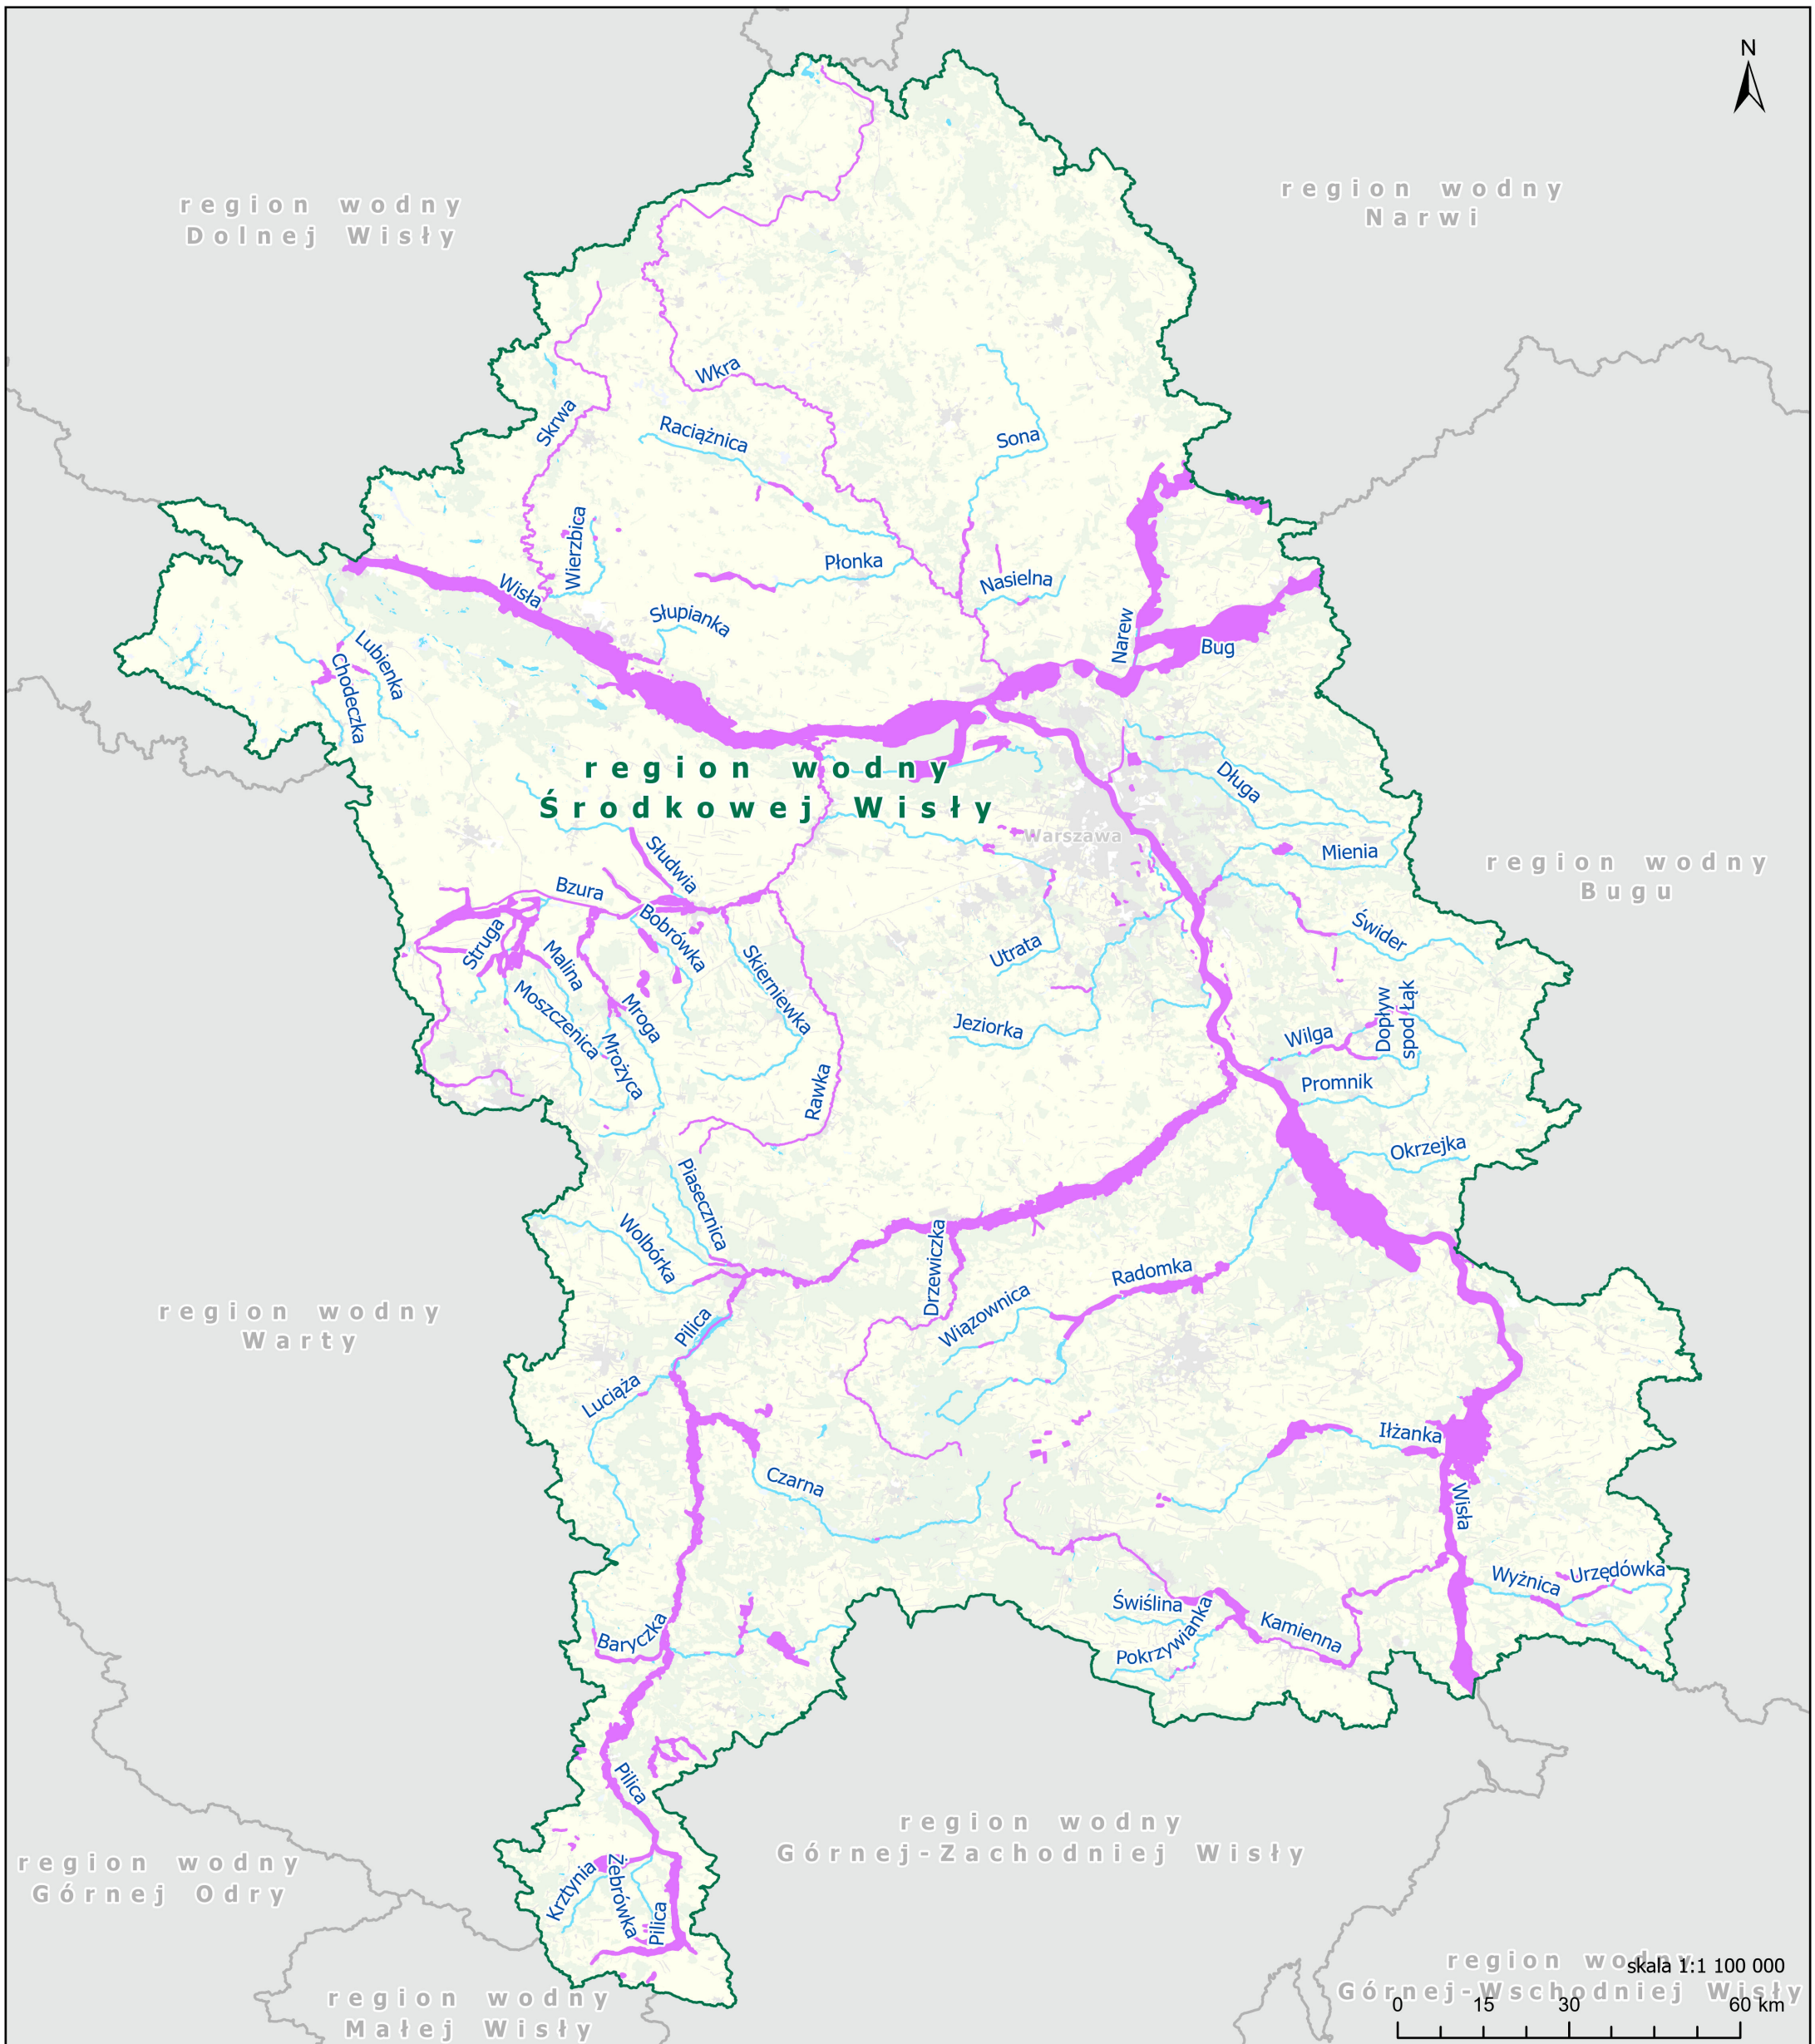 N
region wodny
Dolnej Wisły
region wodny
Narwi
Wkra
Skrwa
Raciążnica
Sona
Wierzbica
Płonka
Nasielna
Wisła
Słupianka
Narew
Bug
Lubienka
Chodeczka
region wodny
Środkowej Wisły
Długa
Warszawa
Mienia
region wodny
Bugu
Słudwia
Bzura
Bobrówka
Struga
Malina
Skierniewka
Utrata
Świder
Moszczenica
Mroga
Mrożyca
Jeziorka
Wilga
Dopływ
spod Łąk
Promnik
Rawka
Okrzejka
Piasecznica
Wolbórka
Drzewiczka
Radomka
Wiązownica
region wodny
Warty
Pilica
Luciąża
Iłżanka
Czarna
Wisła
Wyżnica
Urzędówka
Świślina
Pokrzywianka
Kamienna
Baryczka
Pilica
region wodny
Górnej-Zachodniej Wisły
region wodny
Górnej Odry
Krztynia
Żebrówka
Pilica
region wodny
Górnej-Wschodniej Wisły
skala 1:1 100 000
0 15 30 60 km
region wodny
Małej Wisły